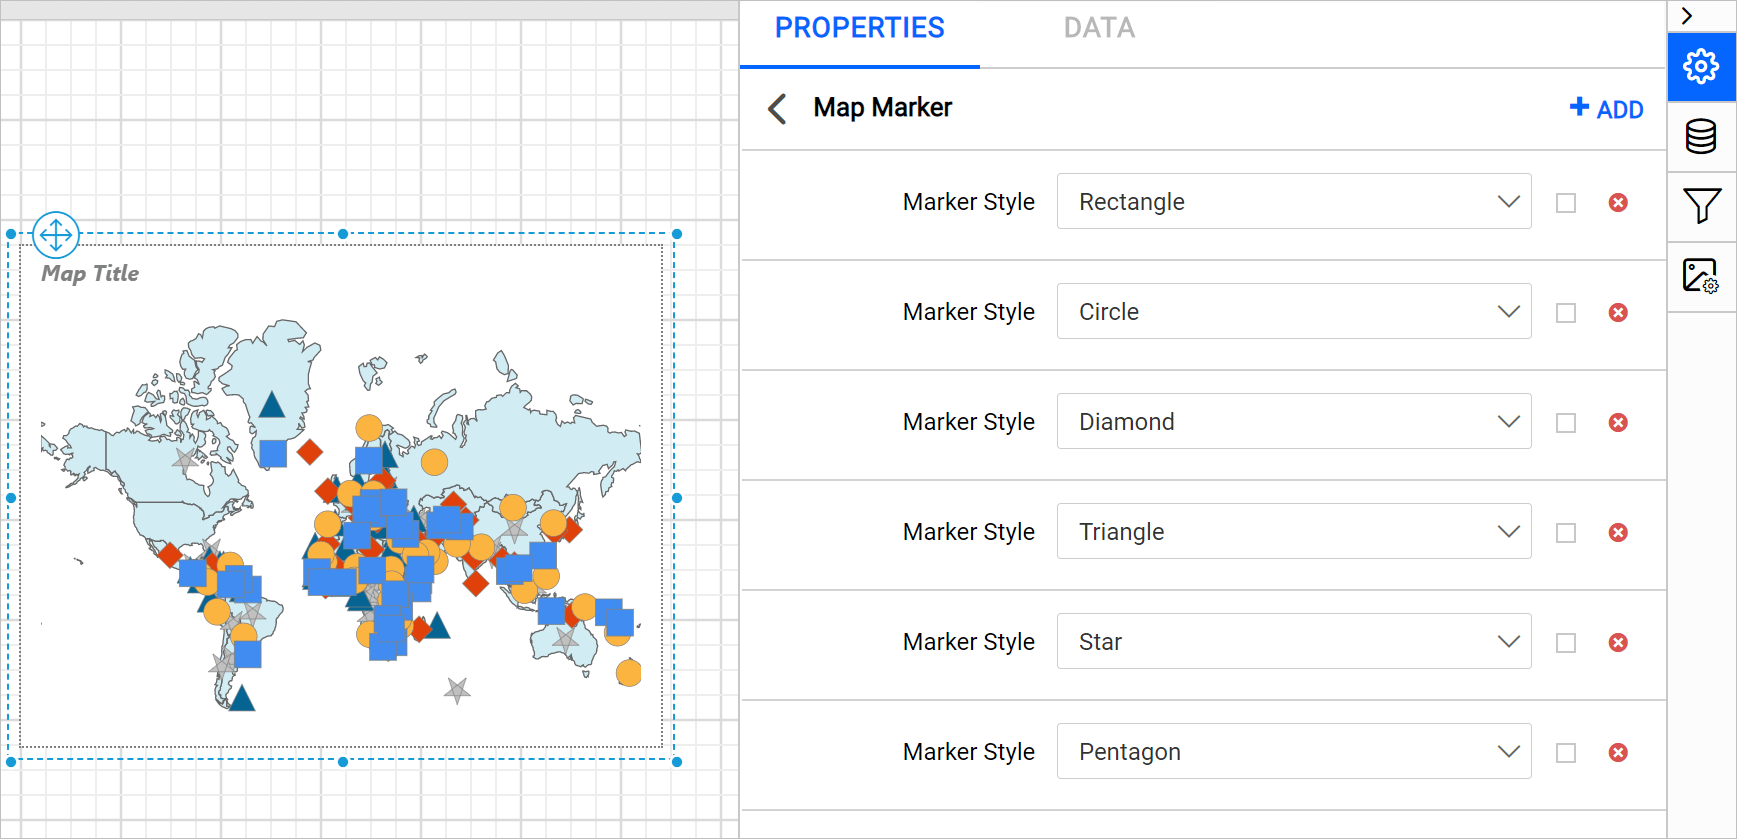 PROPERTIES DATA
Map Marker + ADD
Marker Style Rectangle
Marker Style Circle
Marker Style Diamond
Marker Style Triangle
Marker Style Star
Marker Style Pentagon
Map Title